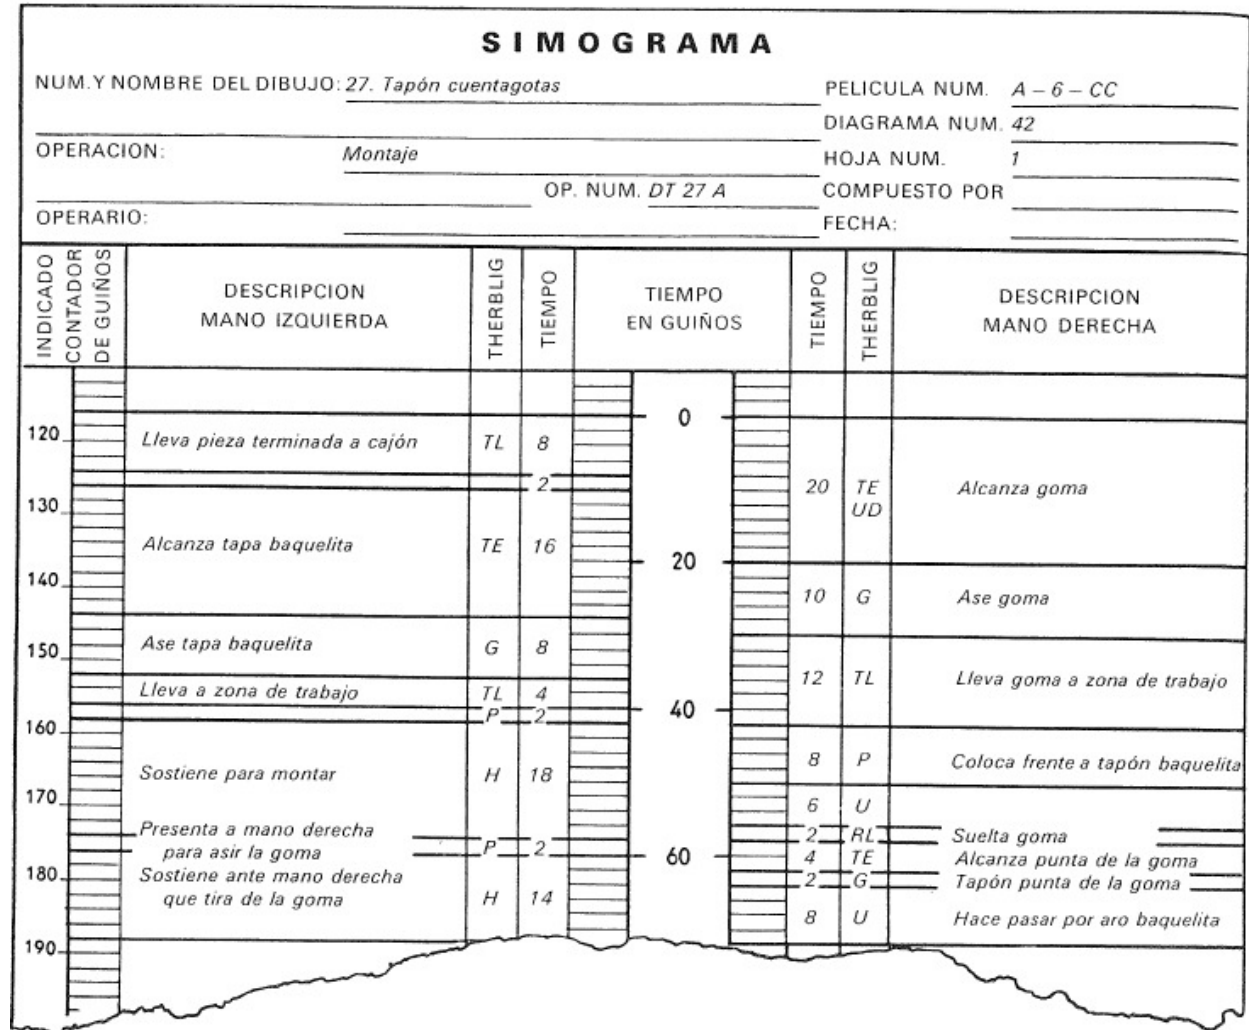 SIMOGRAMA
NUM.Y NOMBRE DEL DIBUJO: 27. Tapón cuentagotas
PELICULA NUM. A – 6 – CC
DIAGRAMA NUM. 42
OPERACION: Montaje
HOJA NUM. 1
OP. NUM. DT 27 A
COMPUESTO POR
OPERARIO:
FECHA:
INDICADO
CONTADOR
DE GUIÑOS
DESCRIPCION
MANO IZQUIERDA
THERBLIG
TIEMPO
TIEMPO
EN GUIÑOS
TIEMPO
THERBLIG
DESCRIPCION
MANO DERECHA
0
120 Lleva pieza terminada a cajón TL 8
2
20 TE Alcanza goma
UD
130
Alcanza tapa baquelita TE 16
20
140
10 G Ase goma
Ase tapa baquelita G 8
150
12 TL Lleva goma a zona de trabajo
Lleva a zona de trabajo TL 4
P 2
40
160
8 P Coloca frente a tapón baquelita
Sostiene para montar H 18
170
6 U
Presenta a mano derecha
para asir la goma P 2
2 RL Suelta goma
60
4 TE Alcanza punta de la goma
180
Sostiene ante mano derecha
que tira de la goma H 14
2 G Tapón punta de la goma
8 U Hace pasar por aro baquelita
190